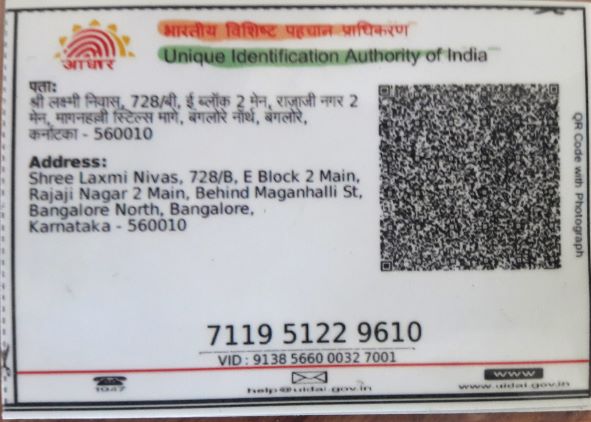 भारतीय विशिष्ट पहचान प्राधिकरण
Unique Identification Authority of India
आधार
पता:
श्री लक्ष्मी निवास, 728/बी, ई ब्लॉक 2 मेन, राजाजी नगर 2
मेन, मागनहल्ली स्टिल्स मागे, बंगलोरे नॉर्थ, बंगलोरे,
कर्नाटका - 560010
Address:
Shree Laxmi Nivas, 728/B, E Block 2 Main,
Rajaji Nagar 2 Main, Behind Maganhalli St,
Bangalore North, Bangalore,
Karnataka - 560010
QR Code with Photograph
7119 5122 9610
VID : 9138 5660 0032 7001
1947
help@uidai.gov.in
www
www.uidai.gov.in